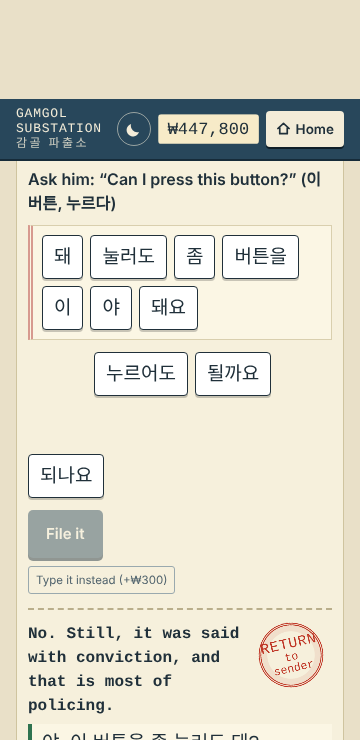 GAMGOL
SUBSTATION
감골 파출소
₩447,800
Home
Ask him: “Can I press this button?” (이
버튼, 누르다)
돼 눌러도 좀 버튼을
이 야 돼요
누르어도 될까요
되나요
File it
Type it instead (+₩300)
No. Still, it was said
with conviction, and
that is most of
policing.
RETURN
to
sender